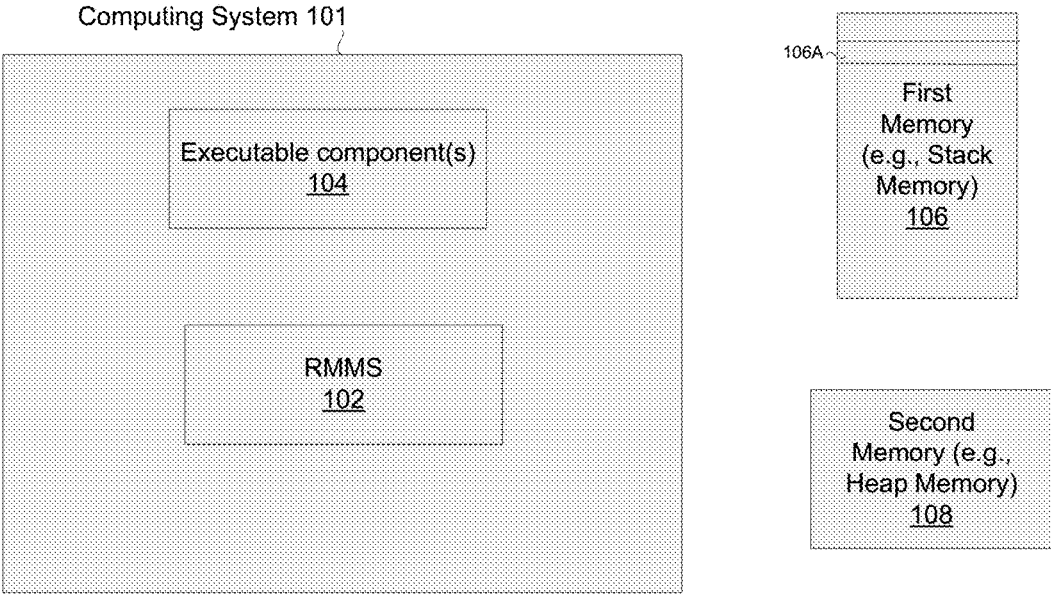 Computing System 101
Executable component(s)
104
RMMS
102
106A
First
Memory
(e.g., Stack
Memory)
106
Second
Memory (e.g.,
Heap Memory)
108